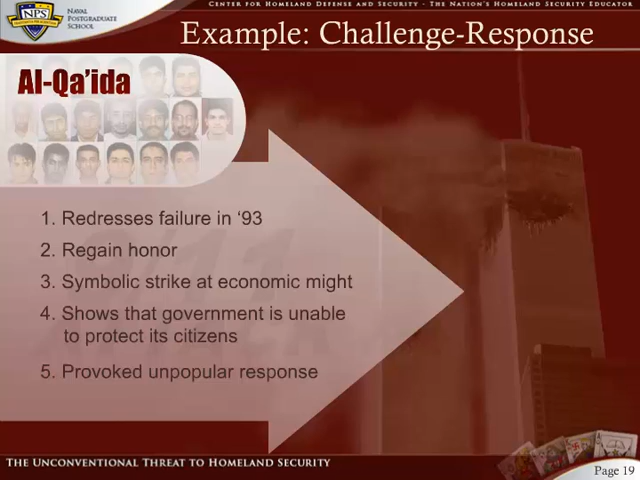 CENTER FOR HOMELAND DEFENSE AND SECURITY - THE NATION'S HOMELAND SECURITY EDUCATOR
NPS
NAVAL
POSTGRADUATE
SCHOOL
Example: Challenge-Response
Al-Qa'ida
1. Redresses failure in '93
2. Regain honor
3. Symbolic strike at economic might
4. Shows that government is unable
to protect its citizens
5. Provoked unpopular response
THE UNCONVENTIONAL THREAT TO HOMELAND SECURITY
Page 19